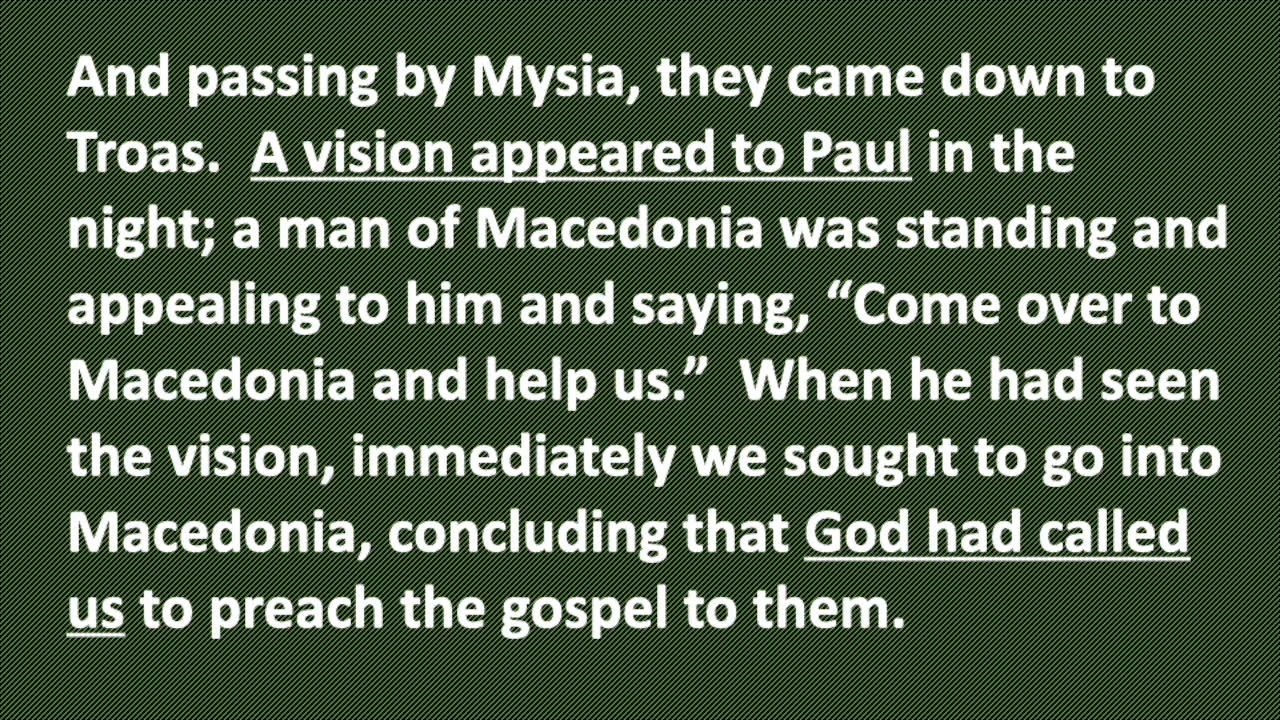 And passing by Mysia, they came down to
Troas.  A vision appeared to Paul in the
night; a man of Macedonia was standing and
appealing to him and saying, “Come over to
Macedonia and help us.”  When he had seen
the vision, immediately we sought to go into
Macedonia, concluding that God had called
us to preach the gospel to them.